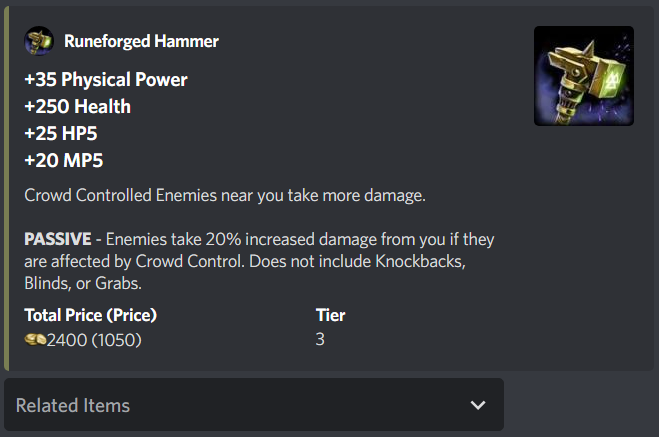 Runeforged Hammer
+35 Physical Power
+250 Health
+25 HP5
+20 MP5
Crowd Controlled Enemies near you take more damage.
PASSIVE - Enemies take 20% increased damage from you if they
are affected by Crowd Control. Does not include Knockbacks,
Blinds, or Grabs.
Total Price (Price)
2400 (1050)
Tier
3
Related Items